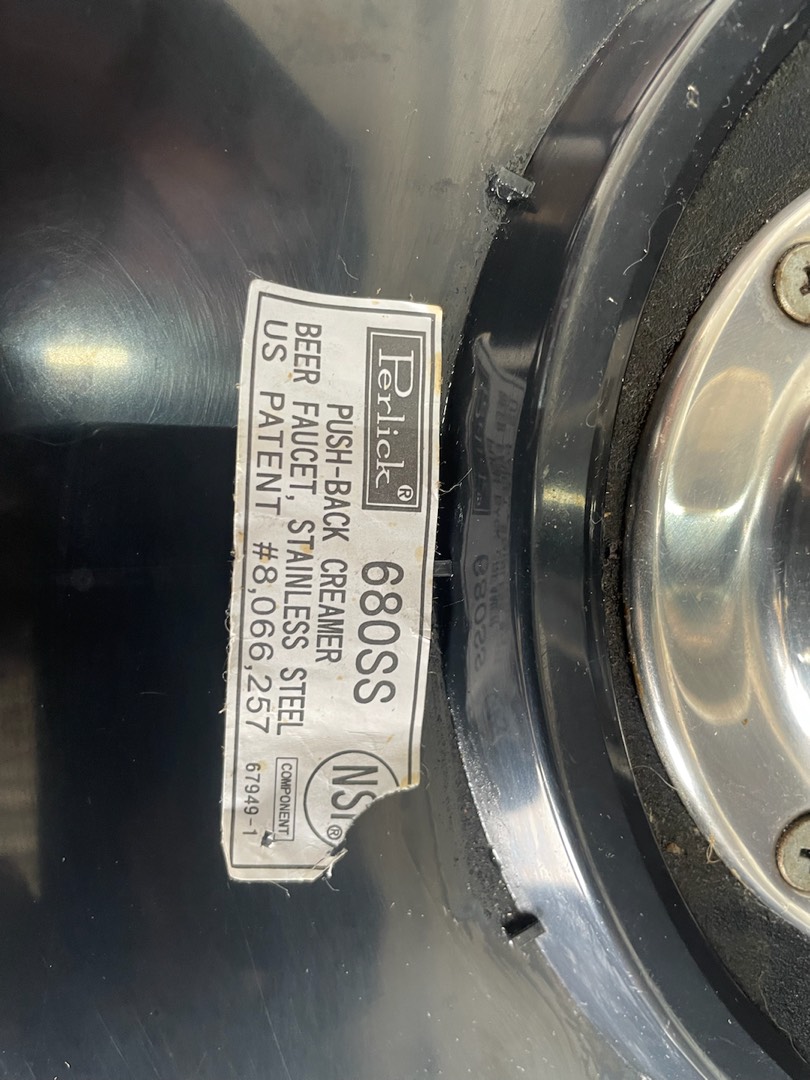 Perlick® 680SS
PUSH-BACK CREAMER
BEER FAUCET, STAINLESS STEEL
US PATENT #8,066,257
NSF®
COMPONENT
67949-1